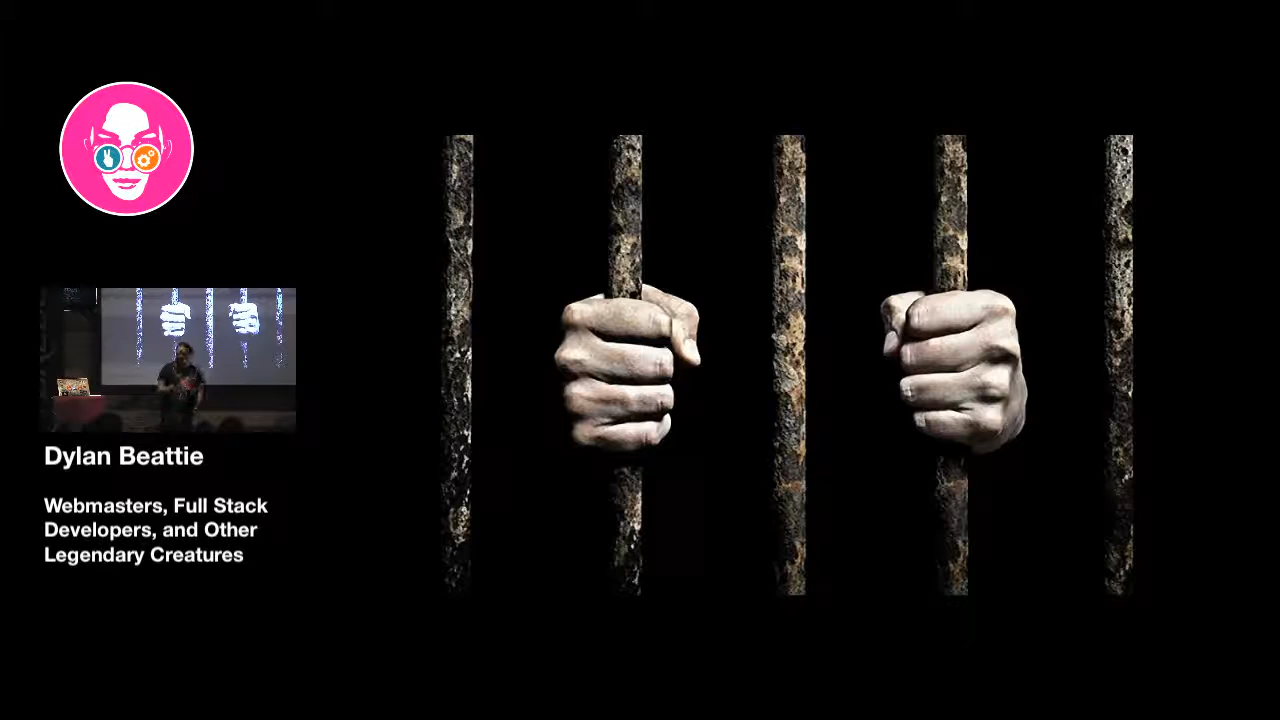 Dylan Beattie
Webmasters, Full Stack
Developers, and Other
Legendary Creatures